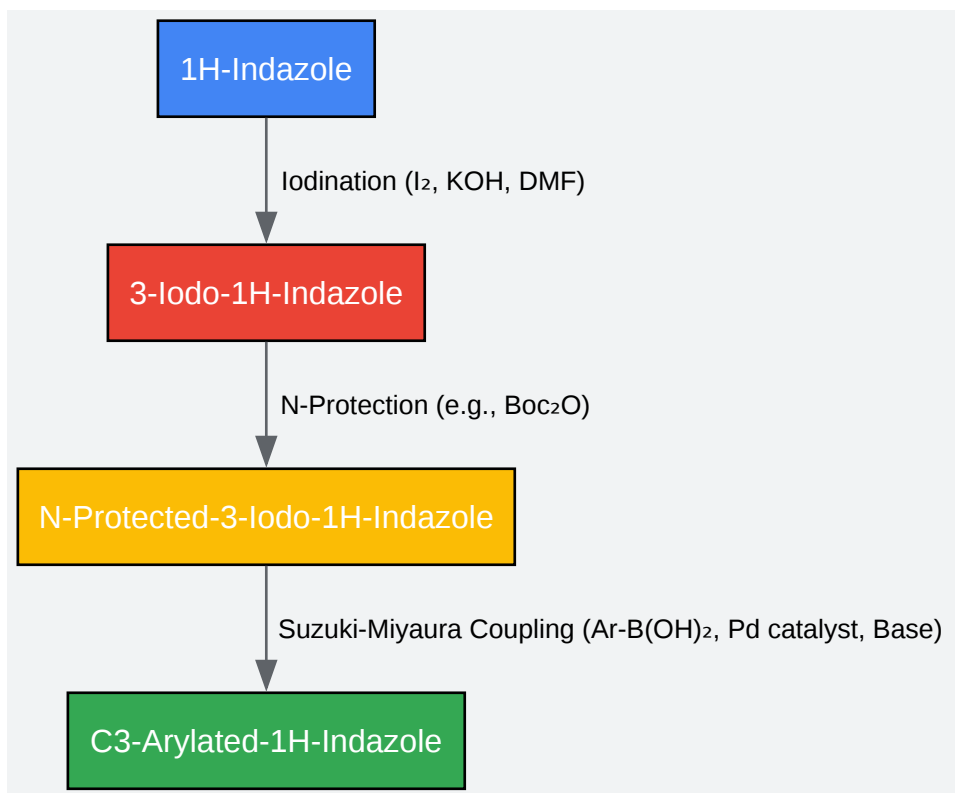 1H-Indazole
Iodination (I₂, KOH, DMF)
3-Iodo-1H-Indazole
N-Protection (e.g., Boc₂O)
N-Protected-3-Iodo-1H-Indazole
Suzuki-Miyaura Coupling (Ar-B(OH)₂, Pd catalyst, Base)
C3-Arylated-1H-Indazole